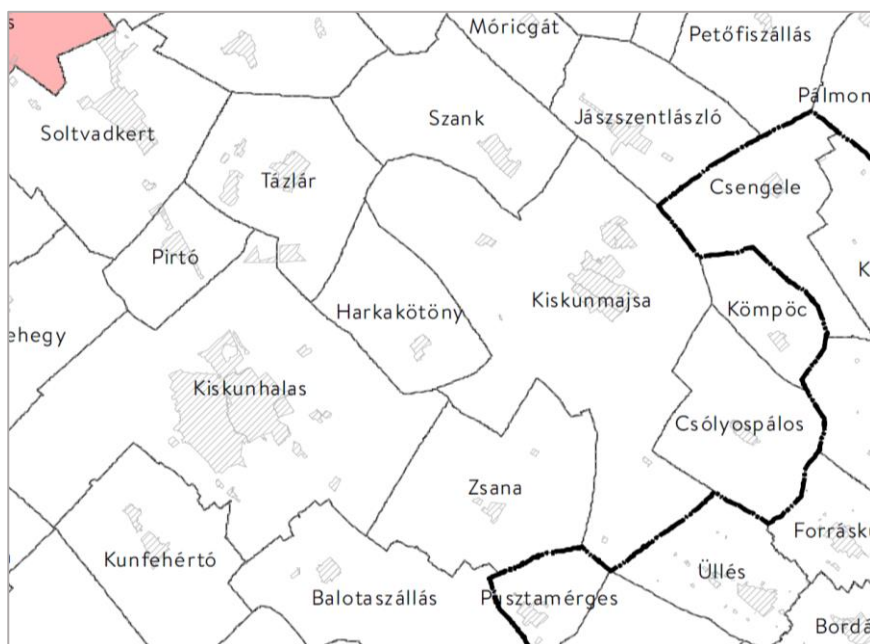 s
Móricgát
Petőfiszállás
Pálmon
Soltvadkert
Szank
Jászszentlászló
Tázlár
Csengele
Pirtó
K
Harkakötöny
Kiskunmajsa
Kömpöc
ehegy
Kiskunhalas
Csólyospálos
Zsana
Forrásk
Kunfehértó
Üllés
Balotaszállás
Pusztamérges
Bordá